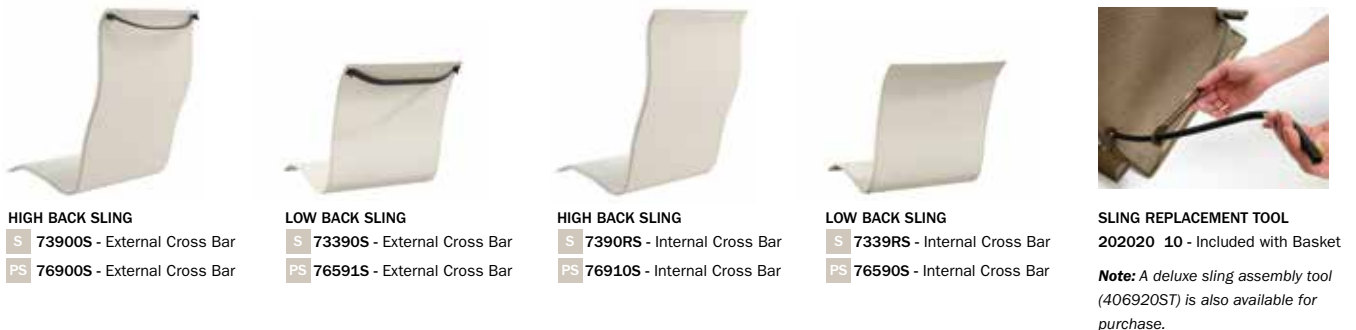 HIGH BACK SLING
S 73900S - External Cross Bar
PS 76900S - External Cross Bar
LOW BACK SLING
S 73390S - External Cross Bar
PS 76591S - External Cross Bar
HIGH BACK SLING
S 7390RS - Internal Cross Bar
PS 76910S - Internal Cross Bar
LOW BACK SLING
S 7339RS - Internal Cross Bar
PS 76590S - Internal Cross Bar
SLING REPLACEMENT TOOL
202020 10 - Included with Basket
Note: A deluxe sling assembly tool
(406920ST) is also available for
purchase.